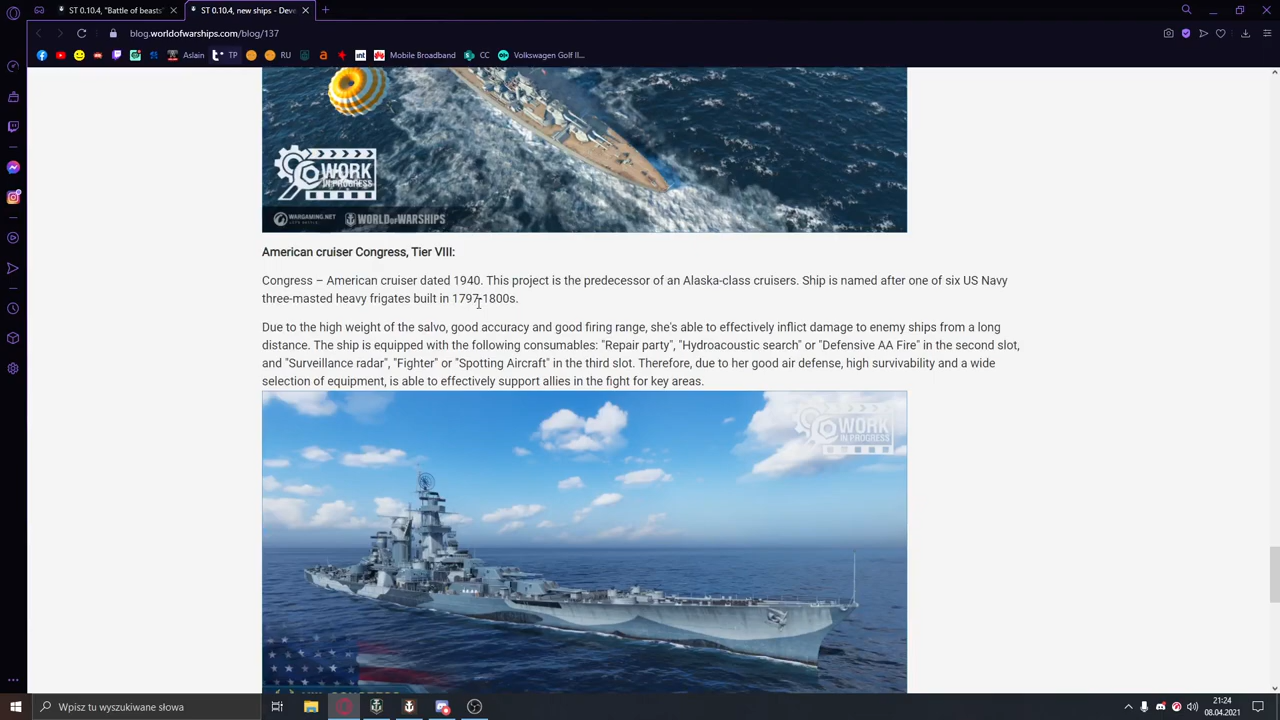 ST 0.10.4, "Battle of beasts"
ST 0.10.4, new ships - Deve
blog.worldofwarships.com/blog/137
Aslain
TP
RU
int
Mobile Broadband
CC
Volkswagen Golf II...
WORK
IN PROGRESS
WARGAMING.NET
WORLD OF WARSHIPS
American cruiser Congress, Tier VIII:
Congress – American cruiser dated 1940. This project is the predecessor of an Alaska-class cruisers. Ship is named after one of six US Navy
three-masted heavy frigates built in 1797-1800s.
Due to the high weight of the salvo, good accuracy and good firing range, she's able to effectively inflict damage to enemy ships from a long
distance. The ship is equipped with the following consumables: "Repair party", "Hydroacoustic search" or "Defensive AA Fire" in the second slot,
and "Surveillance radar", "Fighter" or "Spotting Aircraft" in the third slot. Therefore, due to her good air defense, high survivability and a wide
selection of equipment, is able to effectively support allies in the fight for key areas.
WORK
IN PROGRESS
VIII CONGRESS
Wpisz tu wyszukiwane słowa
21:24
08.04.2021